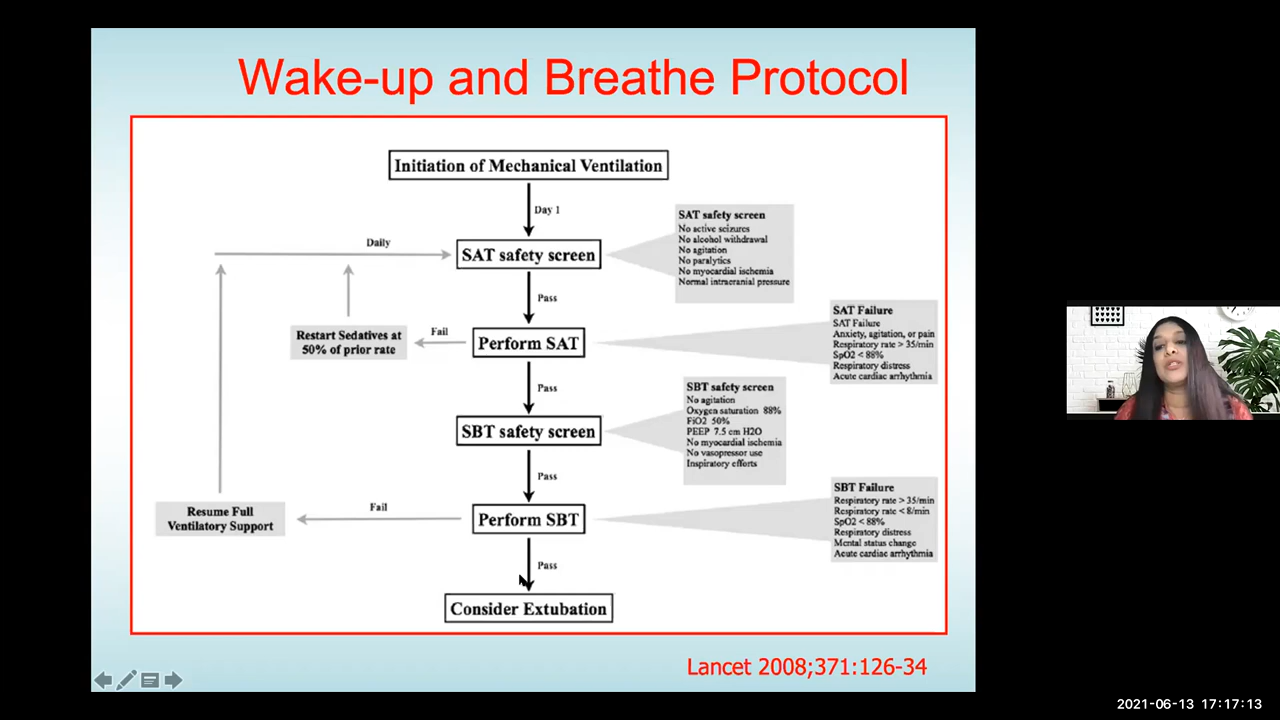 Wake-up and Breathe Protocol
Initiation of Mechanical Ventilation
Day 1
Daily
SAT safety screen
SAT safety screen
No active seizures
No alcohol withdrawal
No agitation
No paralytics
No myocardial ischemia
Normal intracranial pressure
Pass
Restart Sedatives at
50% of prior rate
Fail
Perform SAT
SAT Failure
SAT Failure
Anxiety, agitation, or pain
Respiratory rate > 35/min
SpO2 < 88%
Respiratory distress
Acute cardiac arrhythmia
Pass
SBT safety screen
SBT safety screen
No agitation
Oxygen saturation 88%
FiO2 50%
PEEP 7.5 cm H2O
No myocardial ischemia
No vasopressor use
Inspiratory efforts
Pass
Resume Full
Ventilatory Support
Fail
Perform SBT
SBT Failure
Respiratory rate > 35/min
Respiratory rate < 8/min
SpO2 < 88%
Respiratory distress
Mental status change
Acute cardiac arrhythmia
Pass
Consider Extubation
Lancet 2008;371:126-34
2021-06-13 17:17:13